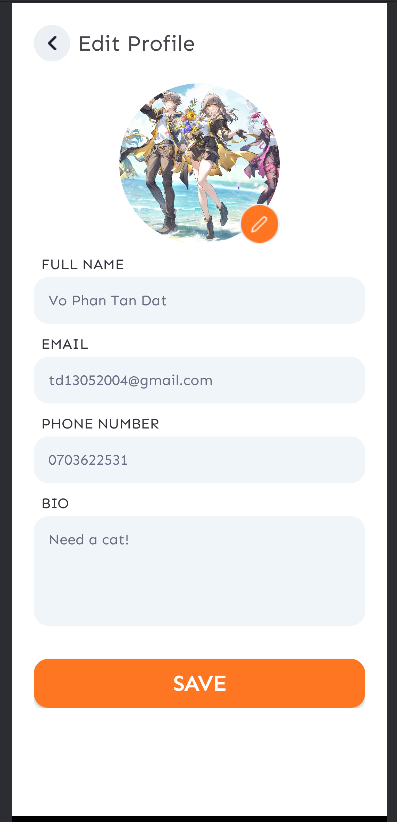 Edit Profile
FULL NAME
Vo Phan Tan Dat
EMAIL
td13052004@gmail.com
PHONE NUMBER
0703622531
BIO
Need a cat!
SAVE